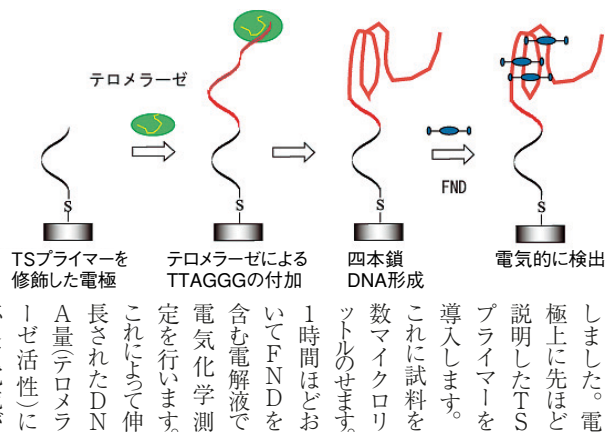 テロメラーゼ
FND
S
S
S
S
TSプライマーを
修飾した電極
テロメラーゼによる
TTAGGGの付加
四本鎖
DNA形成
電気的に検出
しました。電
極上に先ほど
説明したTS
プライマーを
導入します。
これに試料を
数マイクロリ
ットルのせます。
1時間ほどお
いてFNDを
含む電解液で
電気化学測
定を行います。
これによって伸
長されたDN
A量(テロメラ
ーゼ活性)に